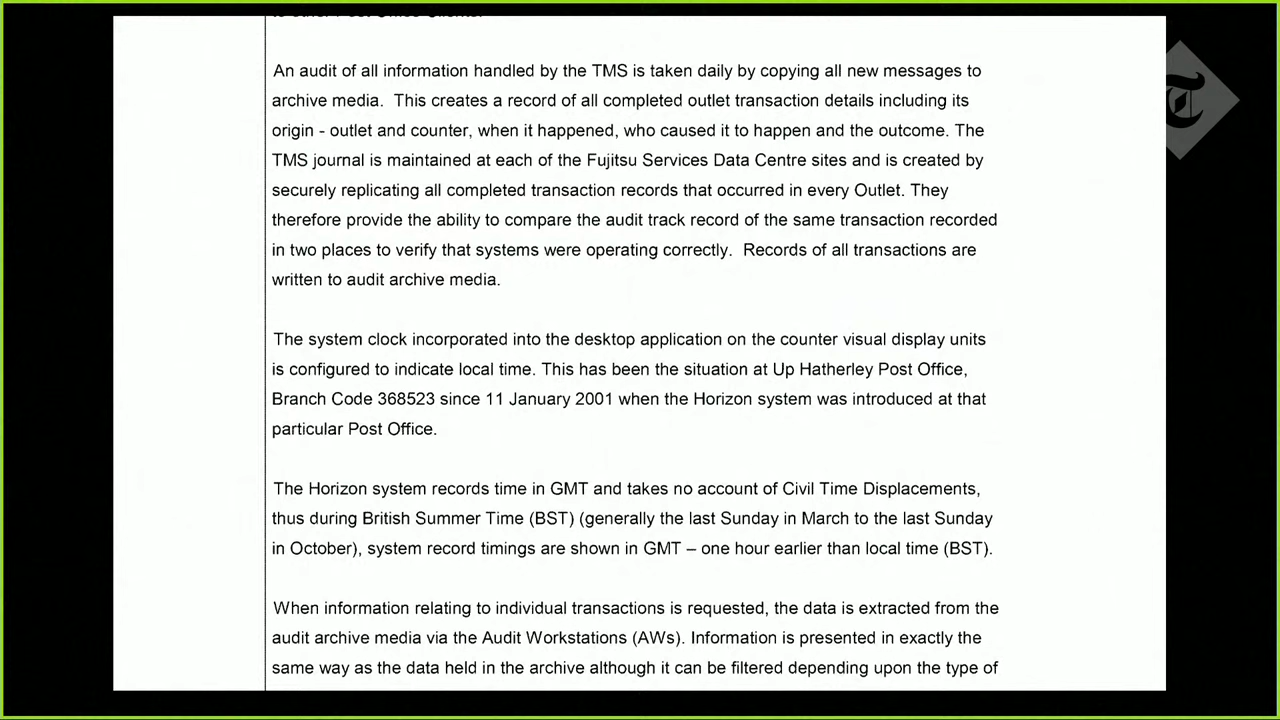 An audit of all information handled by the TMS is taken daily by copying all new messages to
archive media.  This creates a record of all completed outlet transaction details including its
origin - outlet and counter, when it happened, who caused it to happen and the outcome. The
TMS journal is maintained at each of the Fujitsu Services Data Centre sites and is created by
securely replicating all completed transaction records that occurred in every Outlet. They
therefore provide the ability to compare the audit track record of the same transaction recorded
in two places to verify that systems were operating correctly.  Records of all transactions are
written to audit archive media.
The system clock incorporated into the desktop application on the counter visual display units
is configured to indicate local time. This has been the situation at Up Hatherley Post Office,
Branch Code 368523 since 11 January 2001 when the Horizon system was introduced at that
particular Post Office.
The Horizon system records time in GMT and takes no account of Civil Time Displacements,
thus during British Summer Time (BST) (generally the last Sunday in March to the last Sunday
in October), system record timings are shown in GMT – one hour earlier than local time (BST).
When information relating to individual transactions is requested, the data is extracted from the
audit archive media via the Audit Workstations (AWs). Information is presented in exactly the
same way as the data held in the archive although it can be filtered depending upon the type of